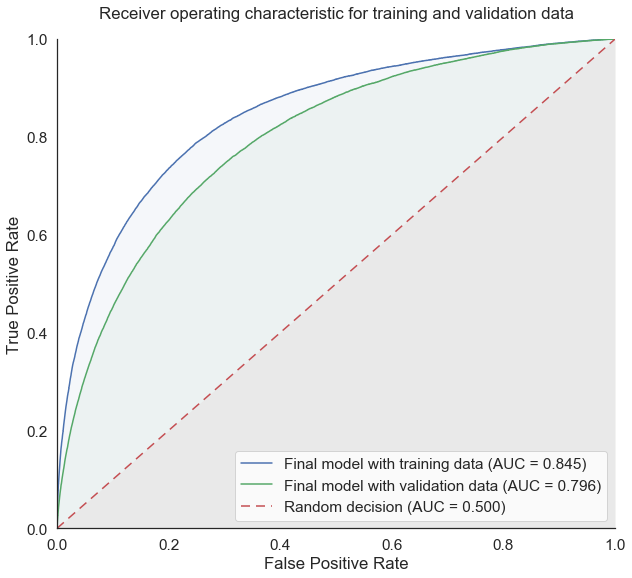 Receiver operating characteristic for training and validation data
1.0
0.8
0.6
0.4
0.2
0.0
True Positive Rate
Final model with training data (AUC = 0.845)
Final model with validation data (AUC = 0.796)
Random decision (AUC = 0.500)
0.0 0.2 0.4 0.6 0.8 1.0
False Positive Rate